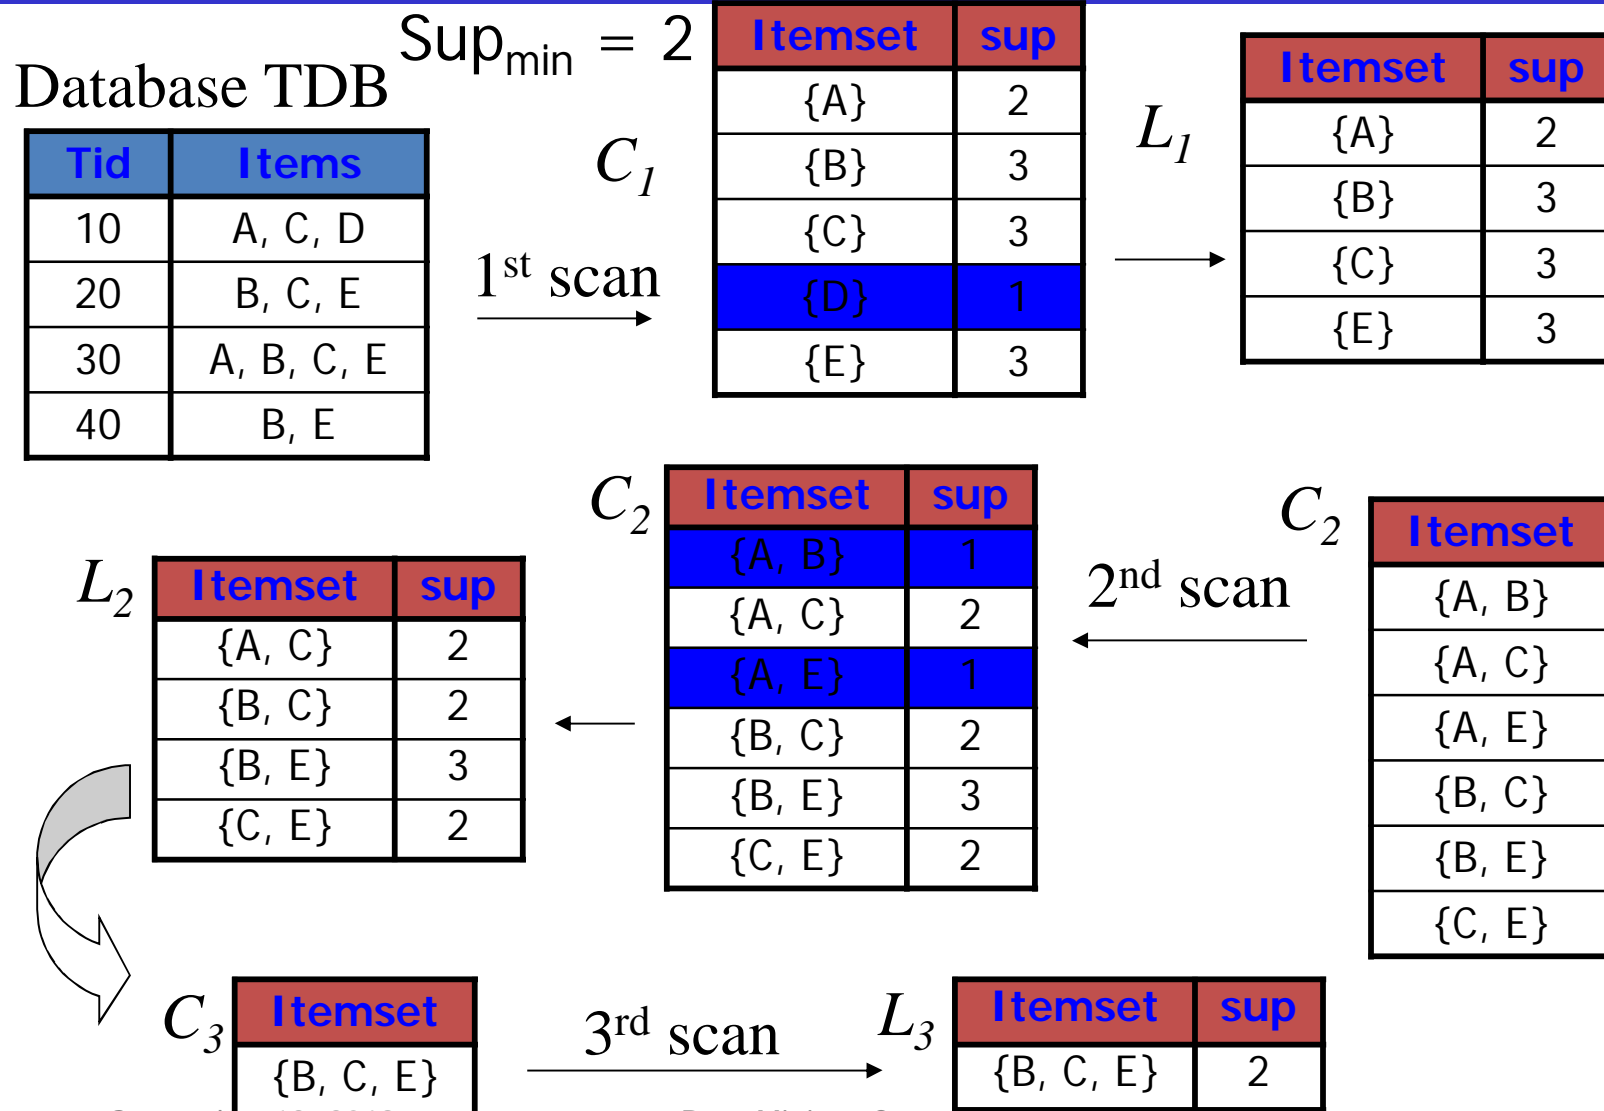 Sup_min = 2
Database TDB
Tid Items
10 A, C, D
20 B, C, E
30 A, B, C, E
40 B, E
1st scan
C1
Itemset sup
{A} 2
{B} 3
{C} 3
{D} 1
{E} 3
L1
Itemset sup
{A} 2
{B} 3
{C} 3
{E} 3
C2
Itemset
{A, B}
{A, C}
{A, E}
{B, C}
{B, E}
{C, E}
2nd scan
C2
Itemset sup
{A, B} 1
{A, C} 2
{A, E} 1
{B, C} 2
{B, E} 3
{C, E} 2
L2
Itemset sup
{A, C} 2
{B, C} 2
{B, E} 3
{C, E} 2
C3
Itemset
{B, C, E}
3rd scan
L3
Itemset sup
{B, C, E} 2